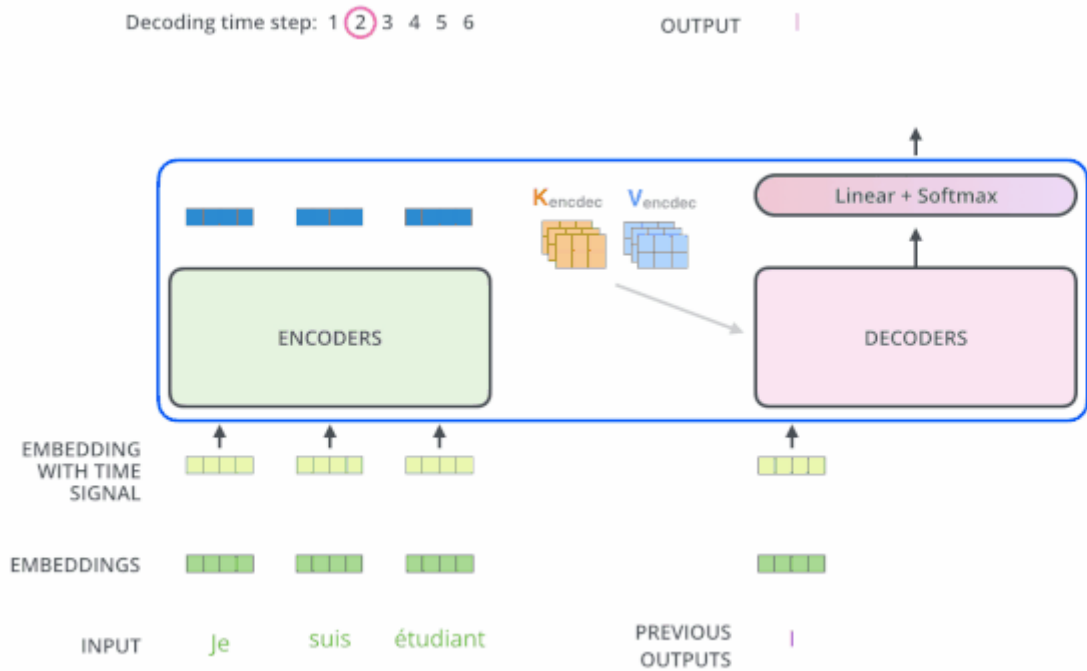 Decoding time step: 1 2 3 4 5 6
OUTPUT I
Kencdec Vencdec
Linear + Softmax
ENCODERS
DECODERS
EMBEDDING
WITH TIME
SIGNAL
EMBEDDINGS
INPUT Je suis étudiant
PREVIOUS
OUTPUTS
I